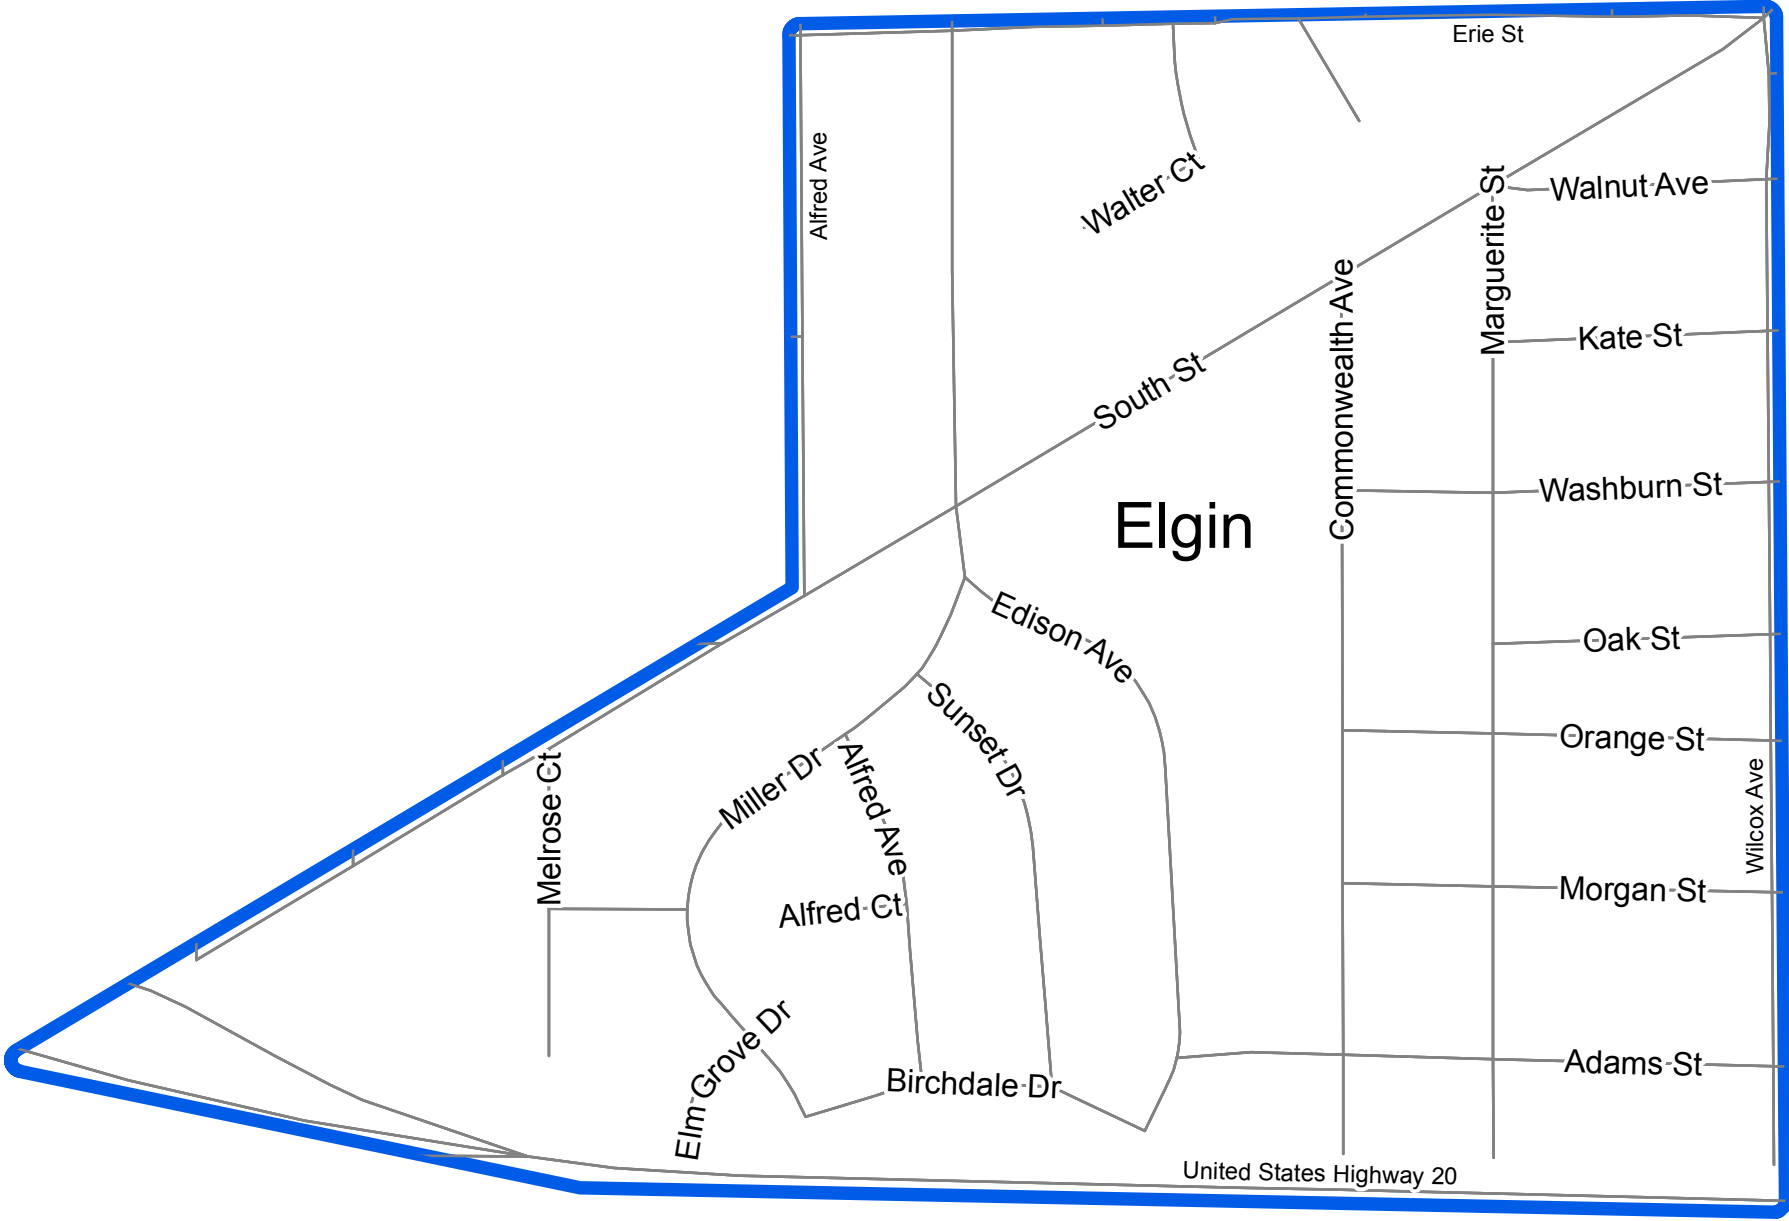 Erie St
Alfred Ave
Walter Ct
Marguerite St
Walnut Ave
Commonwealth Ave
Kate St
South St
Washburn St
Elgin
Edison Ave
Oak St
Sunset Dr
Orange St
Miller Dr
Alfred Ave
Melrose Ct
Wilcox Ave
Morgan St
Alfred Ct
Elm Grove Dr
Adams St
Birchdale Dr
United States Highway 20